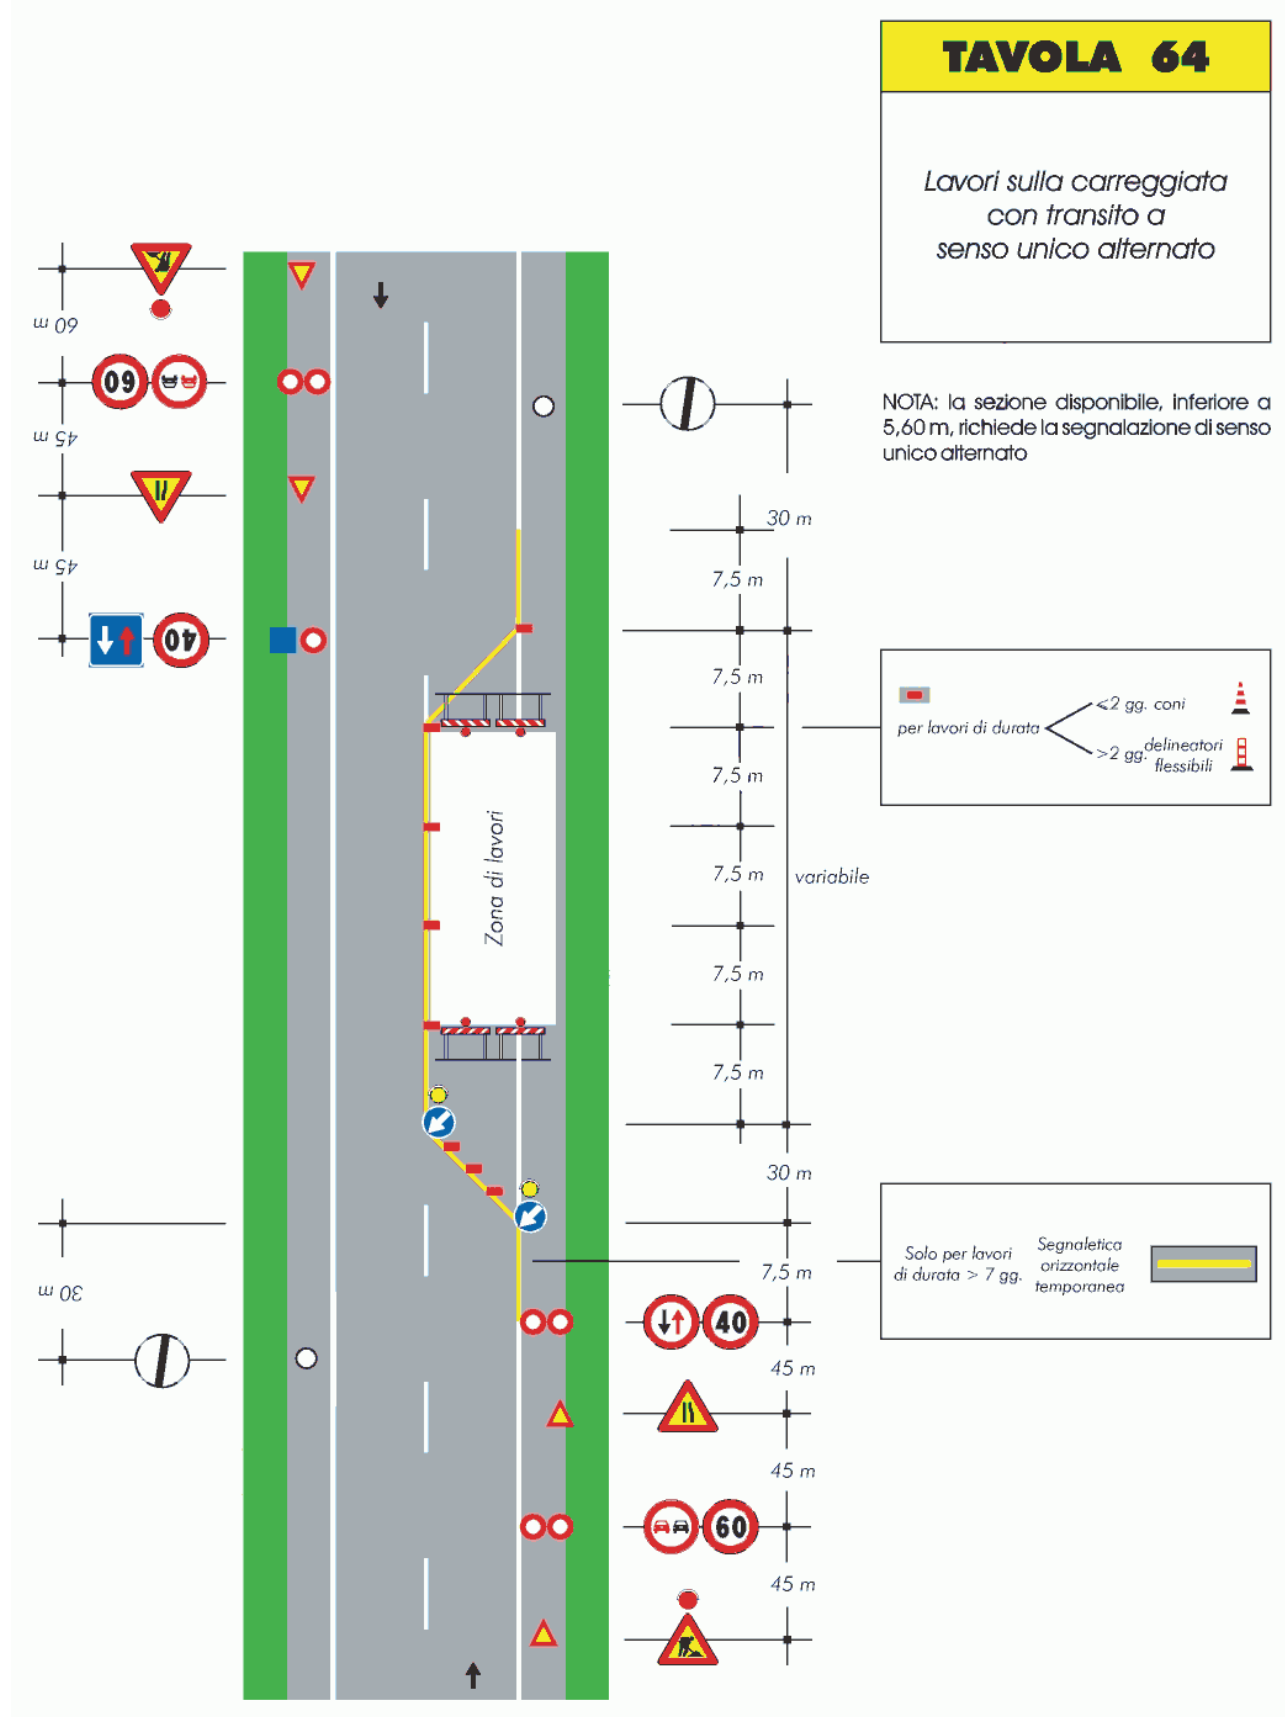 TAVOLA 64
Lavori sulla carreggiata
con transito a
senso unico alternato
NOTA: la sezione disponibile, inferiore a
5,60 m, richiede la segnalazione di senso
unico alternato
60 m
60
45 m
45 m
40
30 m
7,5 m
7,5 m
7,5 m
7,5 m
variabile
7,5 m
7,5 m
Zona di lavori
per lavori di durata
≤2 gg. coni
>2 gg. delineatori
flessibili
30 m
30 m
7,5 m
Solo per lavori
di durata > 7 gg.
Segnaletica
orizzontale
temporanea
40
45 m
45 m
60
45 m